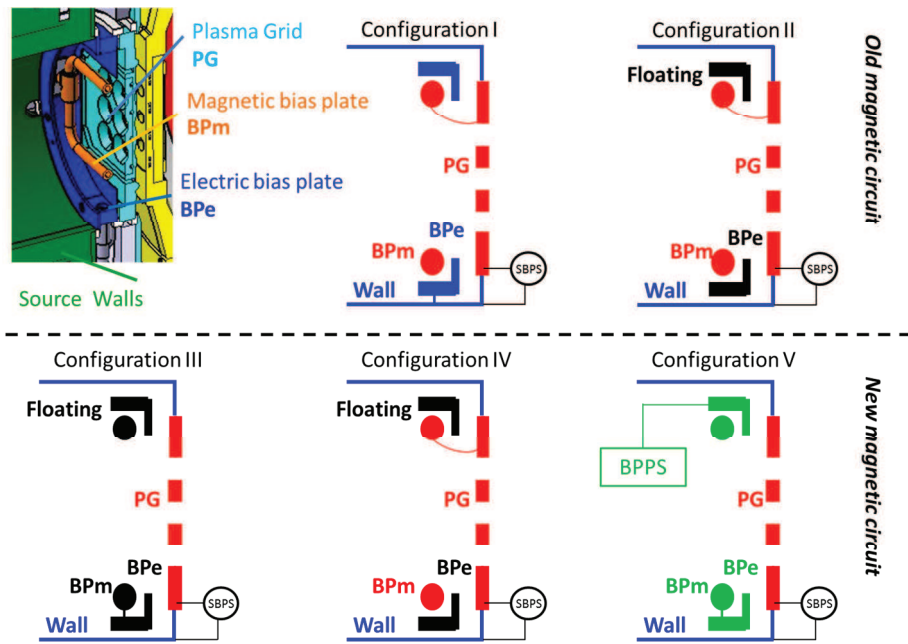 Plasma Grid
PG
Magnetic bias plate
BPm
Electric bias plate
BPe
Source Walls
Configuration I
PG
BPe
BPm
SBPS
Wall
Configuration II
Floating
PG
BPe
BPm
SBPS
Wall
Old magnetic circuit
Configuration III
Floating
PG
BPe
BPm
SBPS
Wall
Configuration IV
Floating
PG
BPe
BPm
SBPS
Wall
Configuration V
BPPS
PG
BPe
BPm
SBPS
Wall
New magnetic circuit